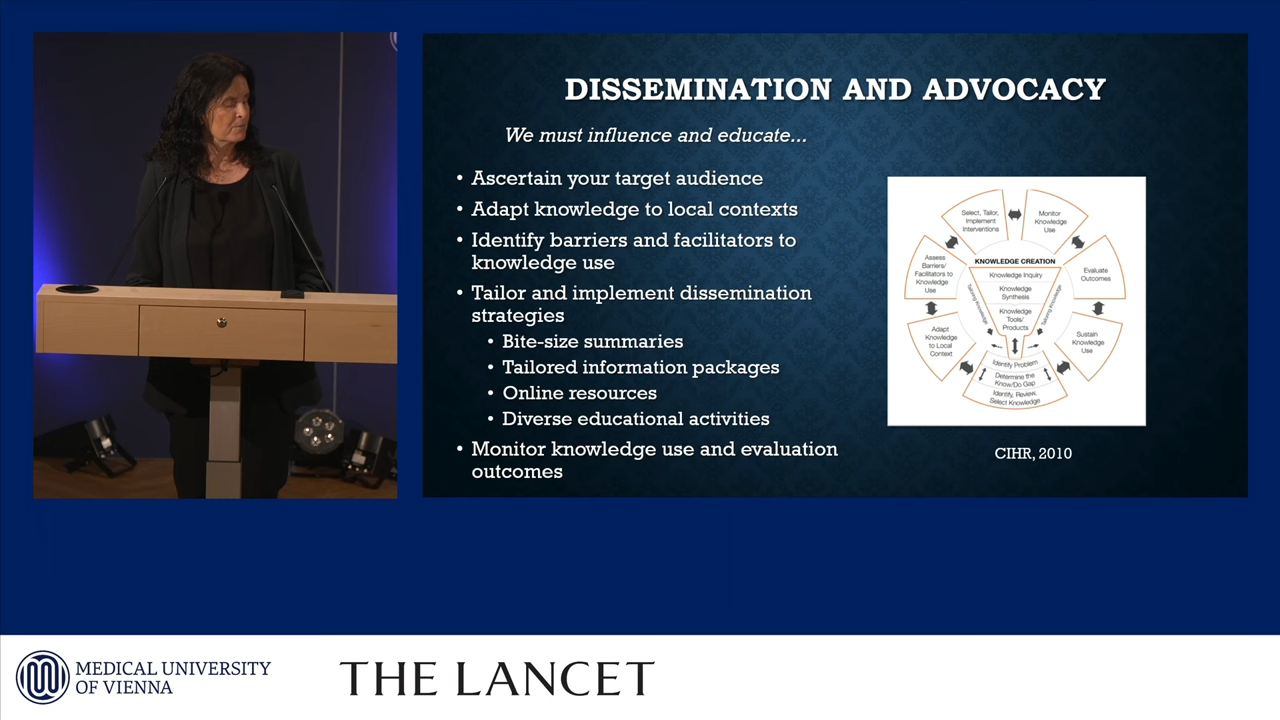 DISSEMINATION AND ADVOCACY
We must influence and educate...
• Ascertain your target audience
• Adapt knowledge to local contexts
• Identify barriers and facilitators to
knowledge use
• Tailor and implement dissemination
strategies
• Bite-size summaries
• Tailored information packages
• Online resources
• Diverse educational activities
• Monitor knowledge use and evaluation
outcomes
Select, Tailor,
Implement
Interventions
Monitor
Knowledge
Use
Assess
Barriers/
Facilitators to
Knowledge
Use
KNOWLEDGE CREATION
Knowledge Inquiry
Knowledge
Synthesis
Knowledge
Tools/
Products
Tailoring Knowledge
Tailoring Knowledge
Evaluate
Outcomes
Adapt
Knowledge
to Local
Context
Sustain
Knowledge
Use
Identify Problem
Determine the
Know/Do Gap
Identify, Review,
Select Knowledge
CIHR, 2010
MEDICAL UNIVERSITY
OF VIENNA
THE LANCET